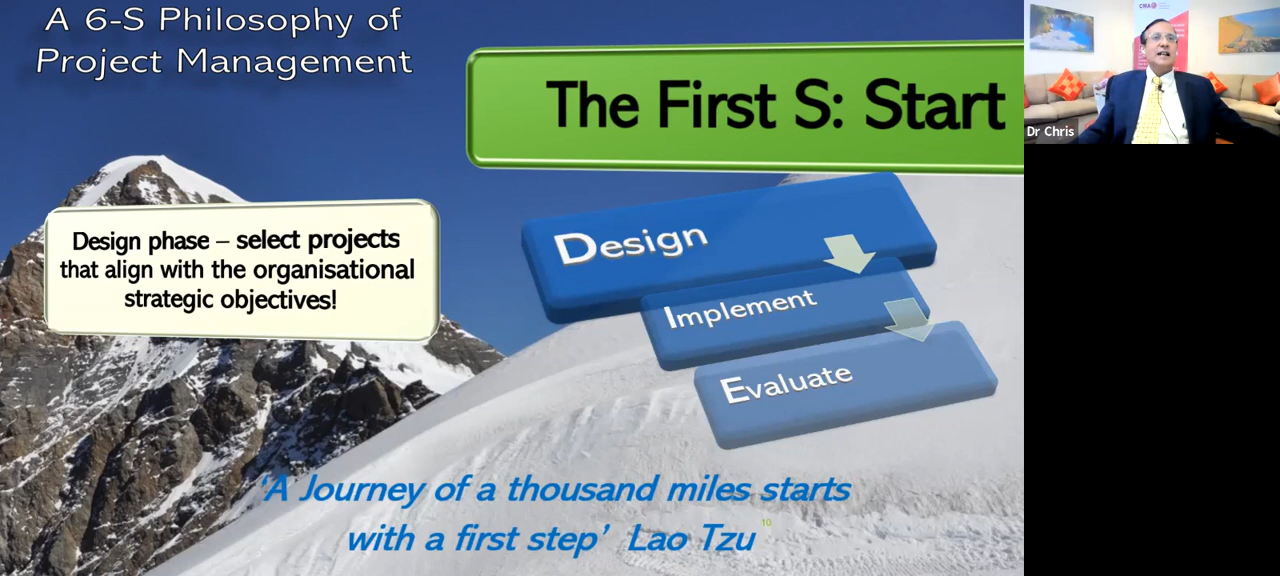 A 6-S Philosophy of
Project Management
The First S: Start
Design
Implement
Evaluate
Design phase – select projects
that align with the organisational
strategic objectives!
‘A Journey of a thousand miles starts
with a first step’ Lao Tzu
10
CMA
Dr Chris